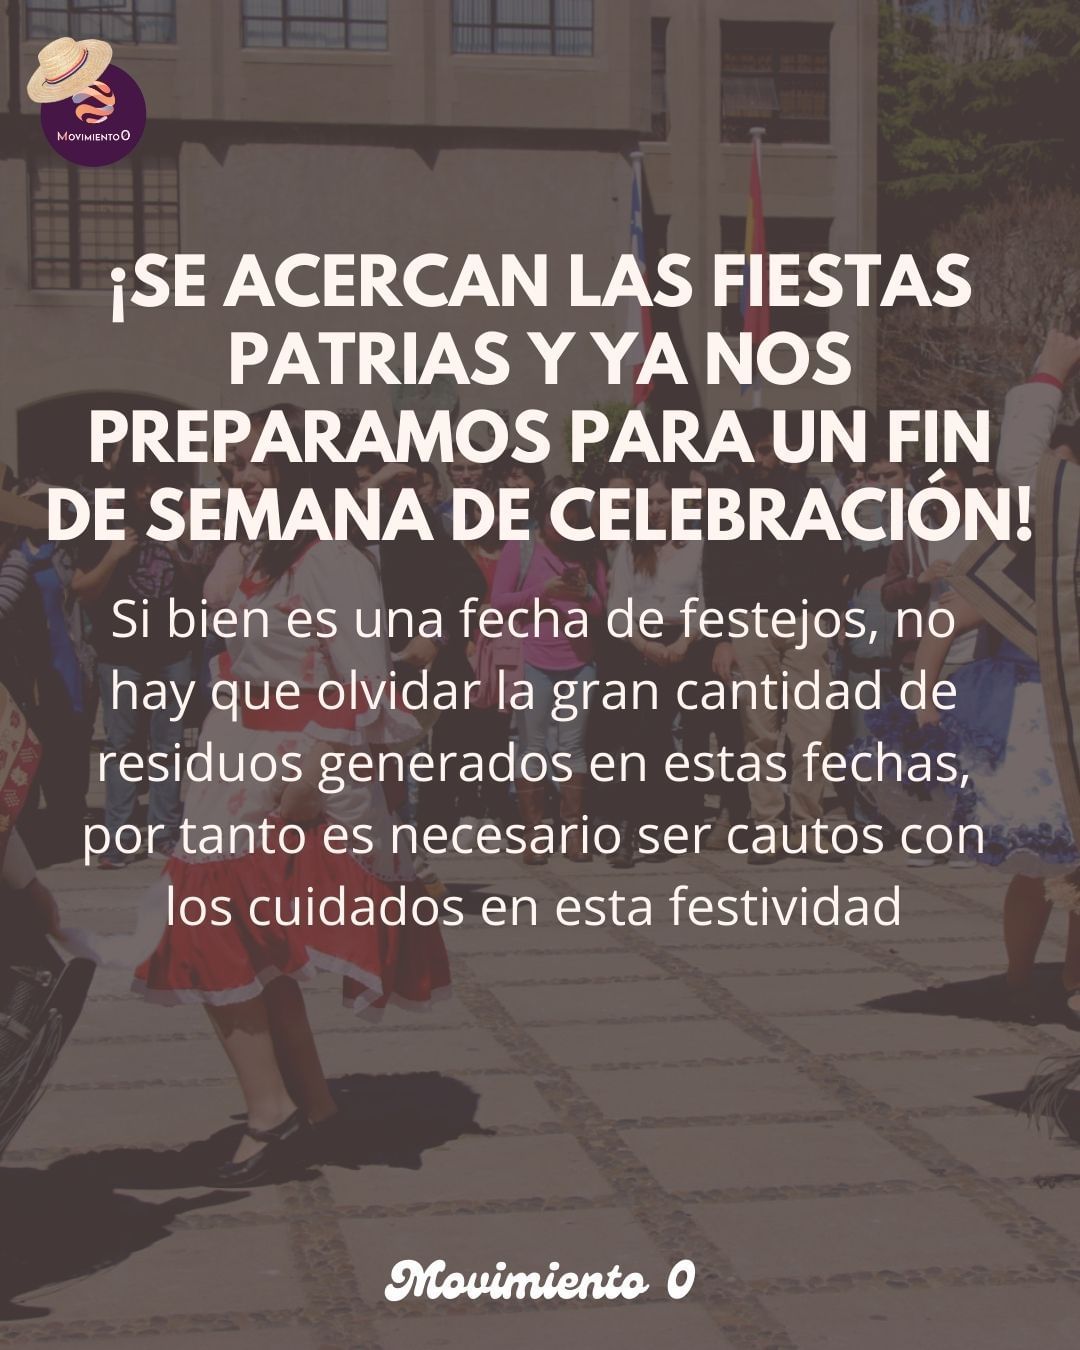 MOVIMIENTO0
¡SE ACERCAN LAS FIESTAS
PATRIAS Y YA NOS
PREPARAMOS PARA UN FIN
DE SEMANA DE CELEBRACIÓN!
Si bien es una fecha de festejos, no
hay que olvidar la gran cantidad de
residuos generados en estas fechas,
por tanto es necesario ser cautos con
los cuidados en esta festividad
Movimiento 0